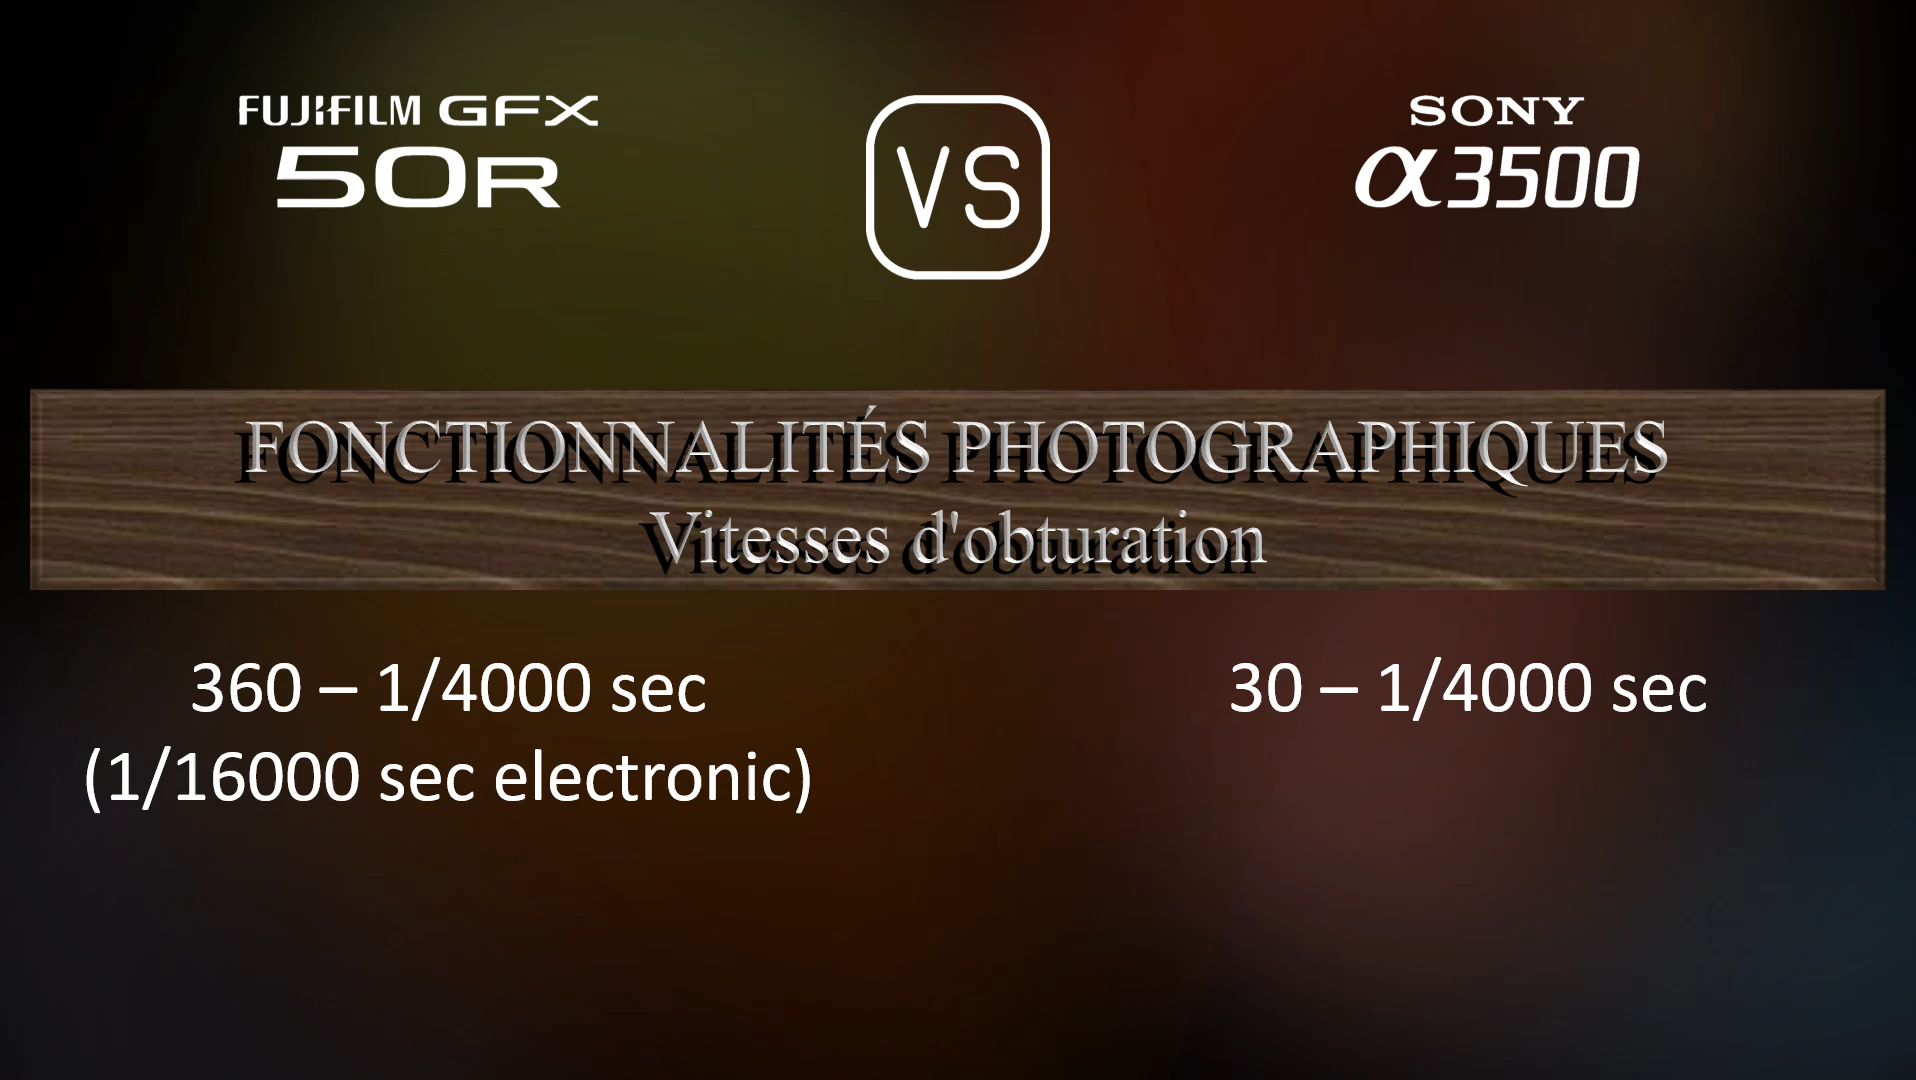 FUJIFILM GFX
50R
VS
SONY
α3500
FONCTIONNALITÉS PHOTOGRAPHIQUES
Vitesses d'obturation
360 – 1/4000 sec
(1/16000 sec electronic)
30 – 1/4000 sec